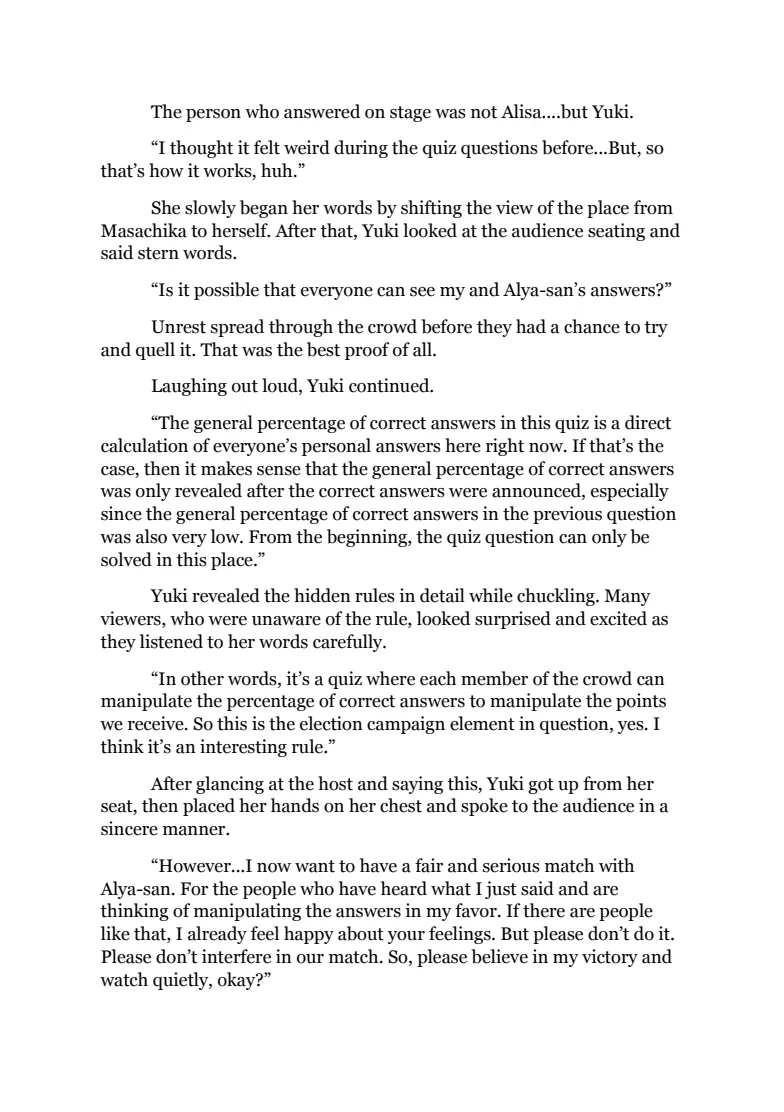 The person who answered on stage was not Alisa....but Yuki.
“I thought it felt weird during the quiz questions before...But, so
that’s how it works, huh.”
She slowly began her words by shifting the view of the place from
Masachika to herself. After that, Yuki looked at the audience seating and
said stern words.
“Is it possible that everyone can see my and Alya-san’s answers?”
Unrest spread through the crowd before they had a chance to try
and quell it. That was the best proof of all.
Laughing out loud, Yuki continued.
“The general percentage of correct answers in this quiz is a direct
calculation of everyone’s personal answers here right now. If that’s the
case, then it makes sense that the general percentage of correct answers
was only revealed after the correct answers were announced, especially
since the general percentage of correct answers in the previous question
was also very low. From the beginning, the quiz question can only be
solved in this place.”
Yuki revealed the hidden rules in detail while chuckling. Many
viewers, who were unaware of the rule, looked surprised and excited as
they listened to her words carefully.
“In other words, it’s a quiz where each member of the crowd can
manipulate the percentage of correct answers to manipulate the points
we receive. So this is the election campaign element in question, yes. I
think it’s an interesting rule.”
After glancing at the host and saying this, Yuki got up from her
seat, then placed her hands on her chest and spoke to the audience in a
sincere manner.
“However...I now want to have a fair and serious match with
Alya-san. For the people who have heard what I just said and are
thinking of manipulating the answers in my favor. If there are people
like that, I already feel happy about your feelings. But please don’t do it.
Please don’t interfere in our match. So, please believe in my victory and
watch quietly, okay?”